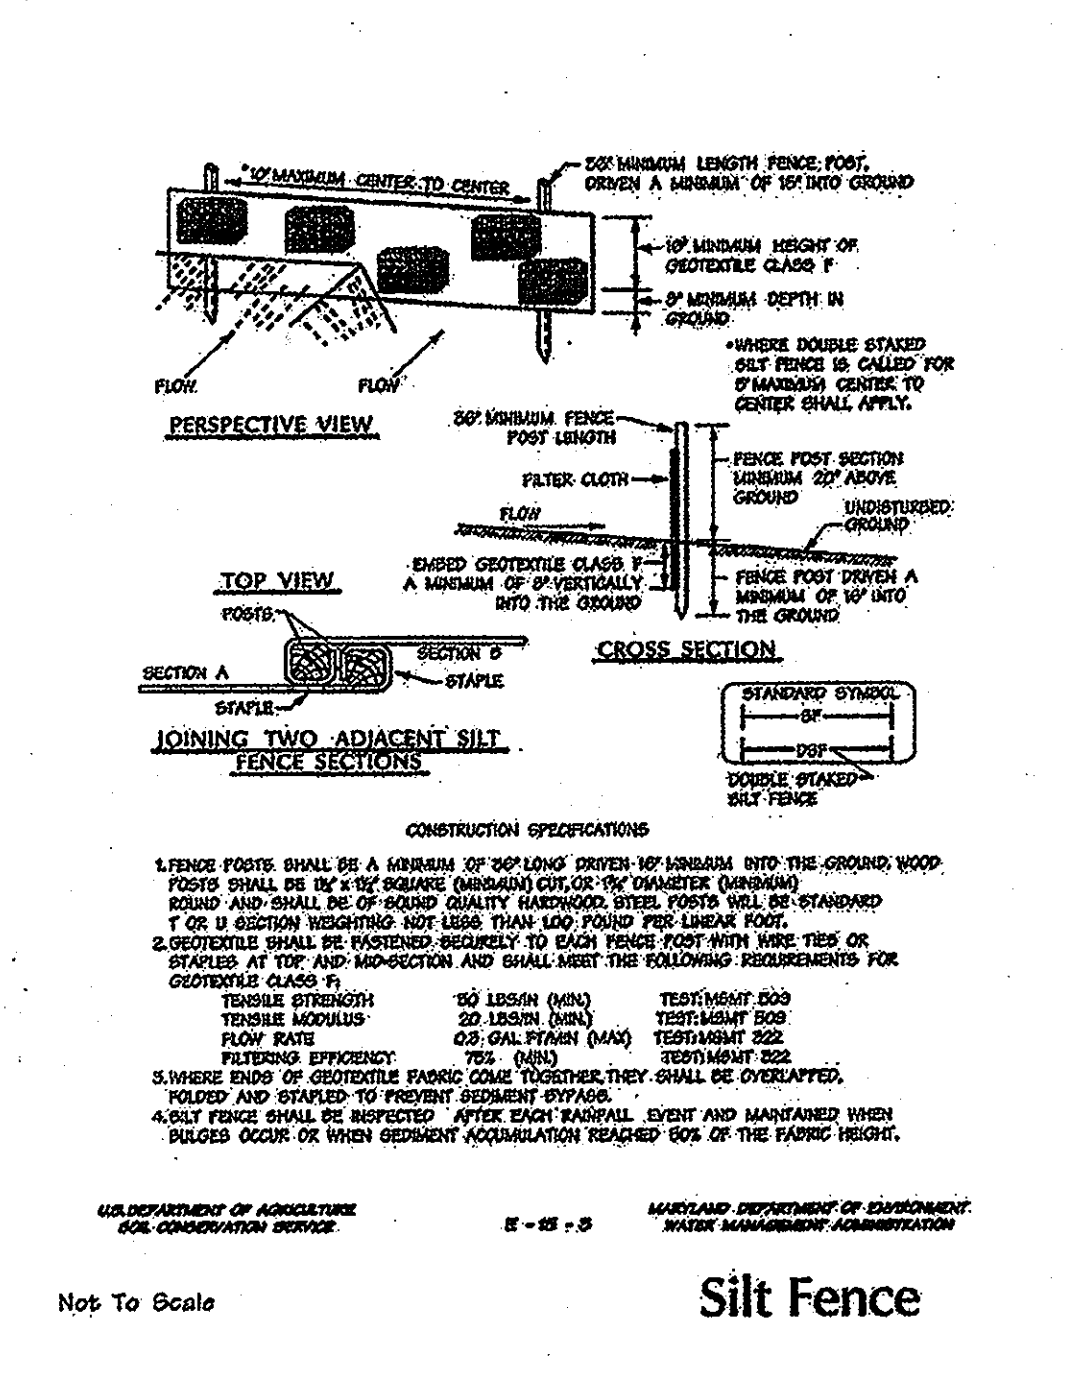 MINIMUM LENGTH FENCE POST,
DRIVEN A MINIMUM OF 16" INTO GROUND
*10' MAXIMUM CENTER TO CENTER
MINIMUM HEIGHT OF
GEOTEXTILE CLASS F
8" MINIMUM DEPTH IN
GROUND
FLOW
FLOW
PERSPECTIVE VIEW
*WHERE DOUBLE STAKED
SILT FENCE IS CALLED FOR
MAXIMUM CENTER TO
CENTER SHALL APPLY.
36" MINIMUM FENCE
POST LENGTH
FILTER CLOTH
FLOW
FENCE POST SECTION
MINIMUM 20" ABOVE
GROUND
UNDISTURBED
GROUND
EMBED GEOTEXTILE CLASS F
A MINIMUM OF 8" VERTICALLY
INTO THE GROUND
FENCE POST DRIVEN A
MINIMUM OF 16" INTO
THE GROUND
CROSS SECTION
TOP VIEW
POSTS
SECTION A
SECTION B
STAPLE
STAPLE
JOINING TWO ADJACENT SILT
FENCE SECTIONS
STANDARD SYMBOL
SF
DSF
DOUBLE STAKED
SILT FENCE
CONSTRUCTION SPECIFICATIONS
1. FENCE POSTS SHALL BE A MINIMUM OF 36" LONG DRIVEN 16" MINIMUM INTO THE GROUND. WOOD
POSTS SHALL BE SQUARE (MINIMUM) CUT, OR DIAMETER (MINIMUM)
ROUND AND SHALL BE OF SOUND QUALITY HARDWOOD. STEEL POSTS WILL BE STANDARD
T OR U SECTION WEIGHTING NOT LESS THAN 1.00 POUND PER LINEAR FOOT.
2. GEOTEXTILE SHALL BE FASTENED SECURELY TO EACH FENCE POST WITH WIRE TIES OR
STAPLES AT TOP AND MID-SECTION AND SHALL MEET THE FOLLOWING REQUIREMENTS FOR
GEOTEXTILE CLASS F:
TENSILE STRENGTH 50 LBS/IN (MIN.) TEST: MSMT 509
TENSILE MODULUS 20 LBS/IN. (MIN.) TEST: MSMT 509
FLOW RATE 0.3 GAL FT/MIN (MAX) TEST: MSMT 322
FILTERING EFFICIENCY 75% (MIN.) TEST: MSMT 322
3. WHERE ENDS OF GEOTEXTILE FABRIC COME TOGETHER, THEY SHALL BE OVERLAPPED,
FOLDED AND STAPLED TO PREVENT SEDIMENT BYPASS.
4. SILT FENCE SHALL BE INSPECTED AFTER EACH RAINFALL EVENT AND MAINTAINED WHEN
BULGES OCCUR OR WHEN SEDIMENT ACCUMULATION REACHED 50% OF THE FABRIC HEIGHT.
U.S. DEPARTMENT OF AGRICULTURE
SOIL CONSERVATION SERVICE
MARYLAND DEPARTMENT OF ENVIRONMENT
WATER MANAGEMENT ADMINISTRATION
Not To Scale
Silt Fence